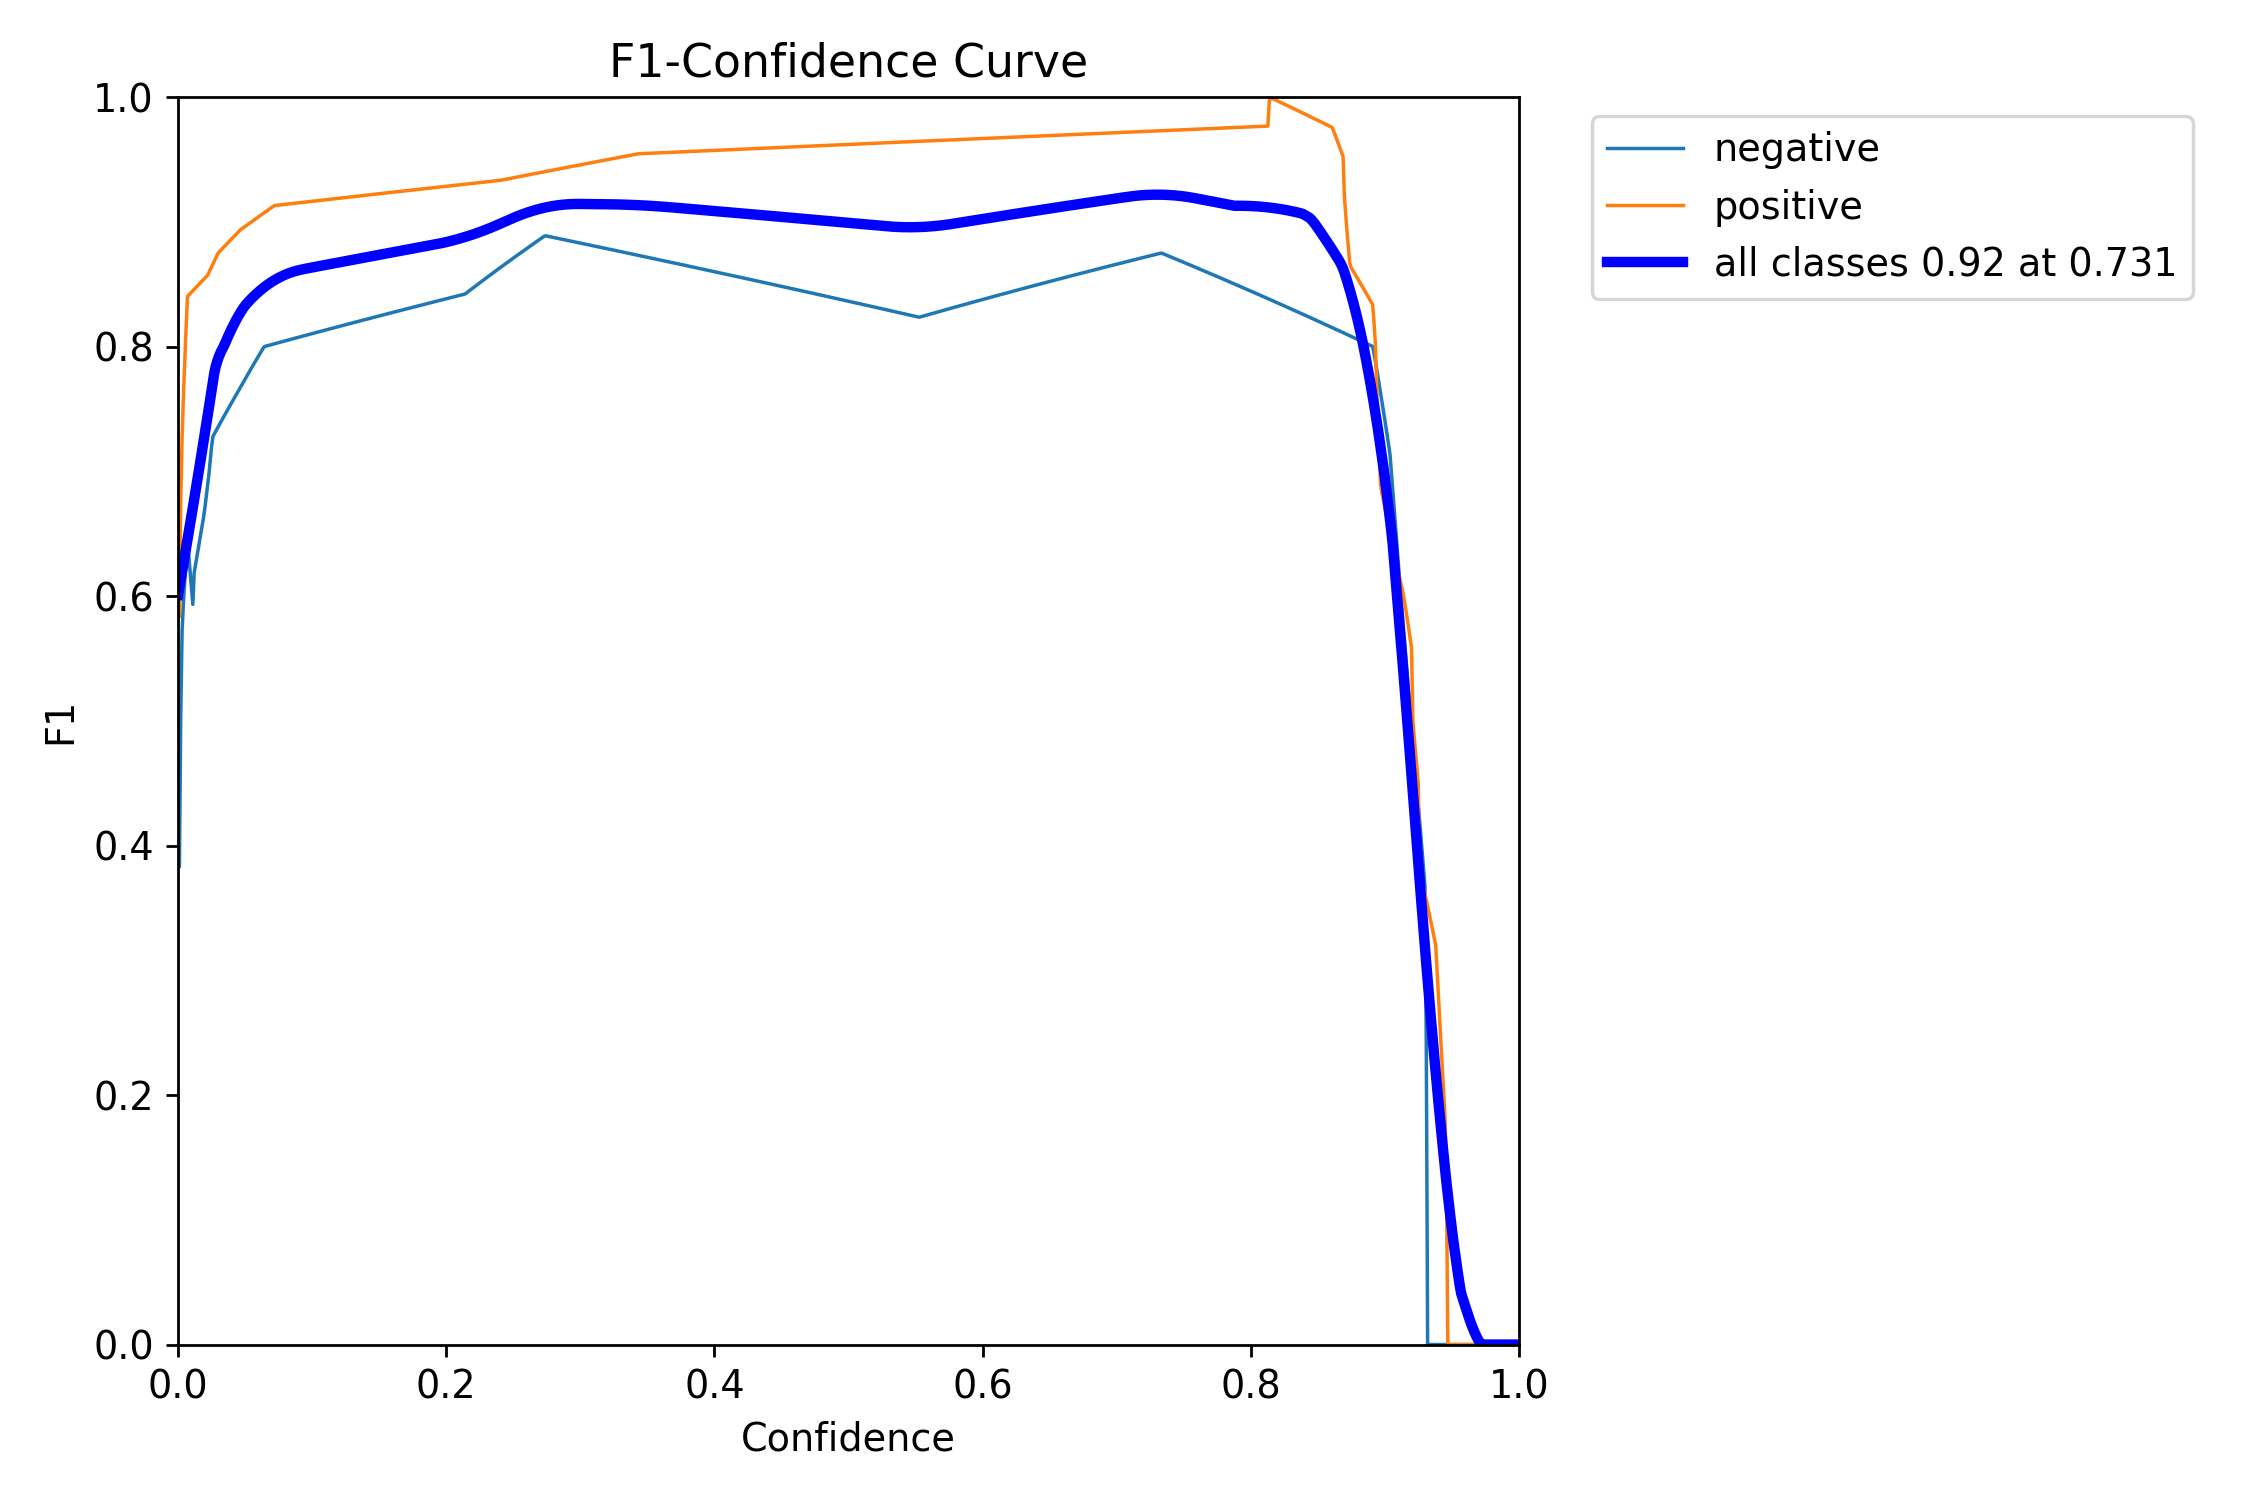 F1-Confidence Curve
1.0
0.8
0.6
0.4
0.2
0.0
F1
0.0 0.2 0.4 0.6 0.8 1.0
Confidence
negative
positive
all classes 0.92 at 0.731